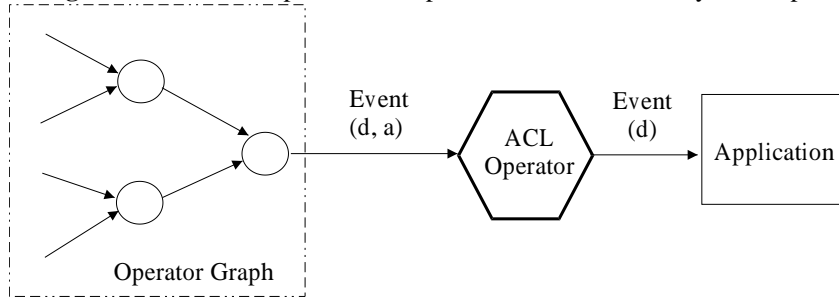 Event
(d, a)
ACL
Operator
Event
(d)
Application
Operator Graph